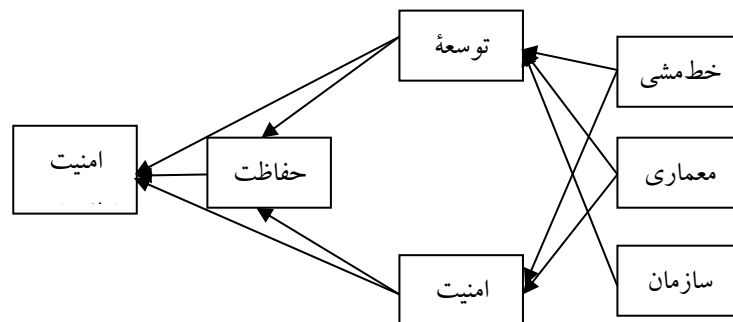 توسعهٔ
خط‌مشی
امنیت
حفاظت
معماری
امنیت
سازمان